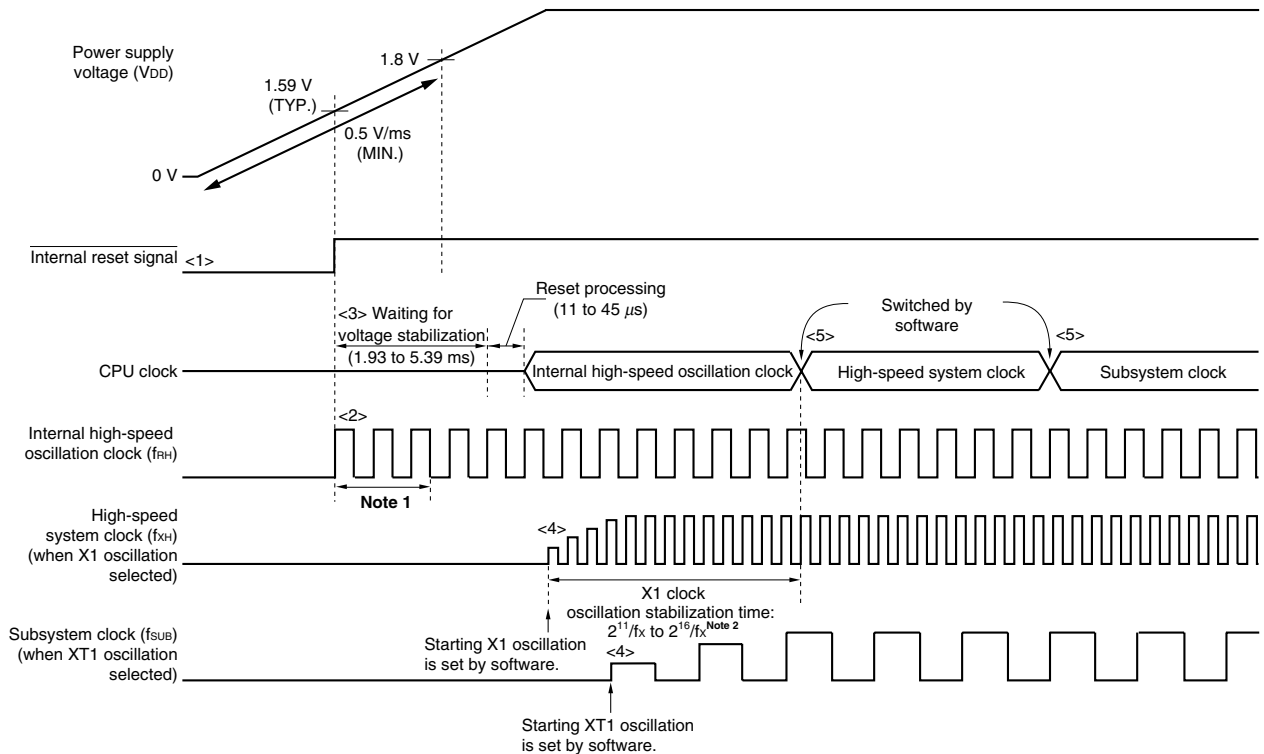 Power supply
voltage (VDD)
1.8 V
1.59 V
(TYP.)
0.5 V/ms
(MIN.)
0 V
Internal reset signal
<1>
Reset processing
(11 to 45 μs)
<3> Waiting for
voltage stabilization
(1.93 to 5.39 ms)
Switched by
software
<5>
<5>
CPU clock
Internal high-speed oscillation clock
High-speed system clock
Subsystem clock
Internal high-speed
oscillation clock (fRH)
<2>
Note 1
High-speed
system clock (fXH)
(when X1 oscillation
selected)
<4>
X1 clock
oscillation stabilization time:
2^11/fX to 2^16/fX^Note 2
Starting X1 oscillation
is set by software.
Subsystem clock (fSUB)
(when XT1 oscillation
selected)
<4>
Starting XT1 oscillation
is set by software.